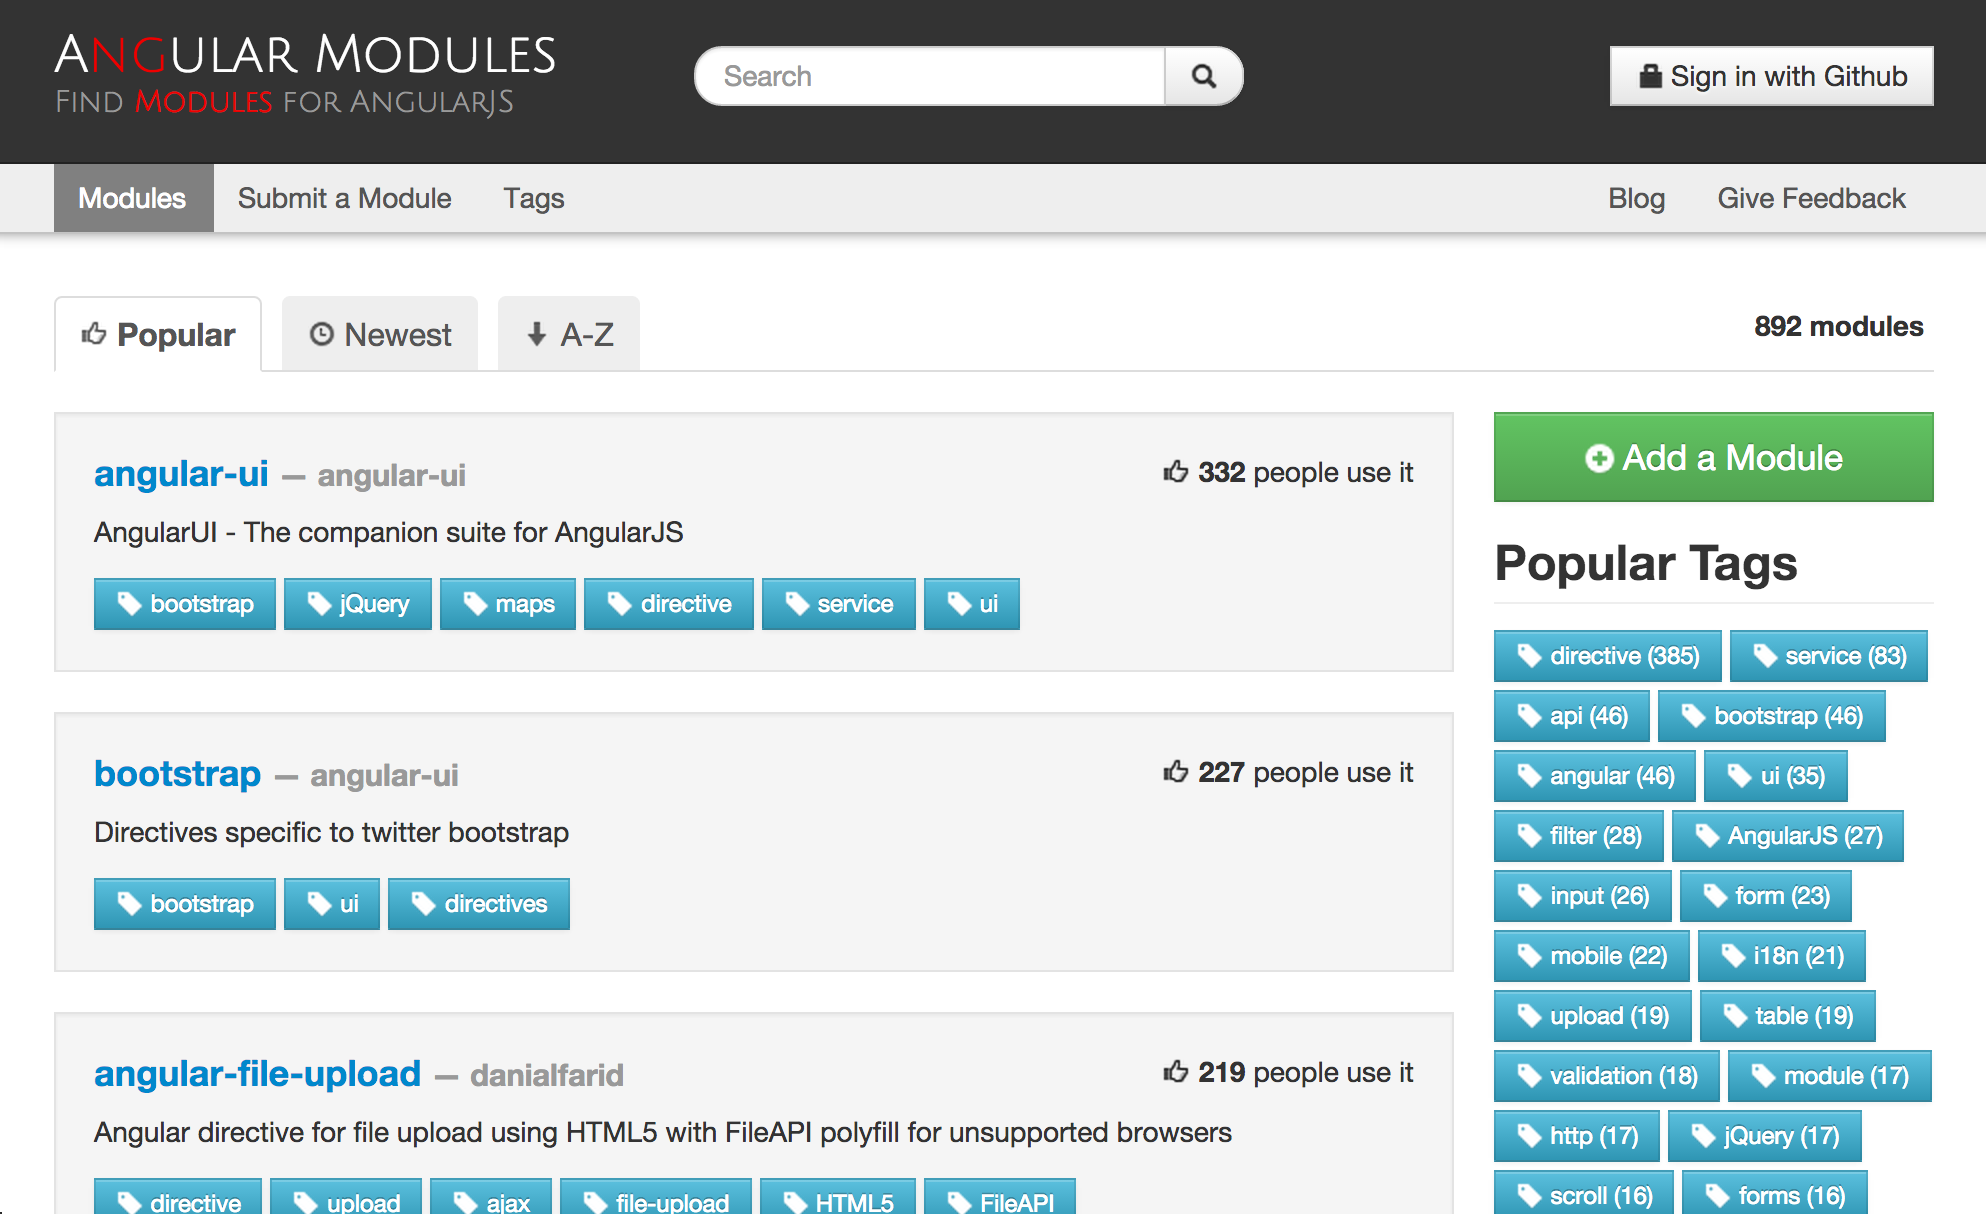 ANGULAR MODULES
FIND MODULES FOR ANGULARJS
Search
Sign in with Github
Modules Submit a Module Tags Blog Give Feedback
Popular Newest A-Z 892 modules
angular-ui — angular-ui 332 people use it
AngularUI - The companion suite for AngularJS
bootstrap jQuery maps directive service ui
bootstrap — angular-ui 227 people use it
Directives specific to twitter bootstrap
bootstrap ui directives
angular-file-upload — danialfarid 219 people use it
Angular directive for file upload using HTML5 with FileAPI polyfill for unsupported browsers
directive upload ajax file-upload HTML5 FileAPI
Add a Module
Popular Tags
directive (385) service (83)
api (46) bootstrap (46)
angular (46) ui (35)
filter (28) AngularJS (27)
input (26) form (23)
mobile (22) i18n (21)
upload (19) table (19)
validation (18) module (17)
http (17) jQuery (17)
scroll (16) forms (16)